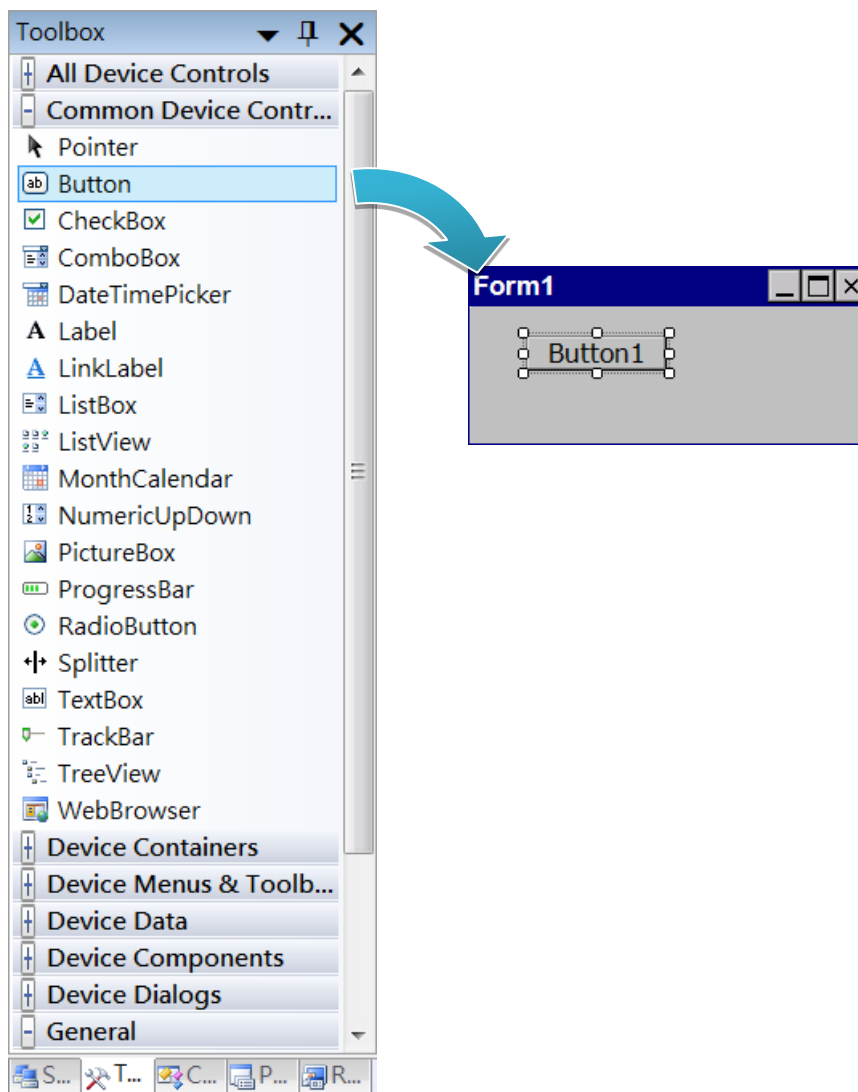 Toolbox
All Device Controls
Common Device Contr...
Pointer
ab Button
CheckBox
ComboBox
DateTimePicker
A Label
A LinkLabel
ListBox
ListView
MonthCalendar
NumericUpDown
PictureBox
ProgressBar
RadioButton
Splitter
abl TextBox
TrackBar
TreeView
WebBrowser
Device Containers
Device Menus & Toolb...
Device Data
Device Components
Device Dialogs
General
S... T... C... P... R...
Form1
Button1